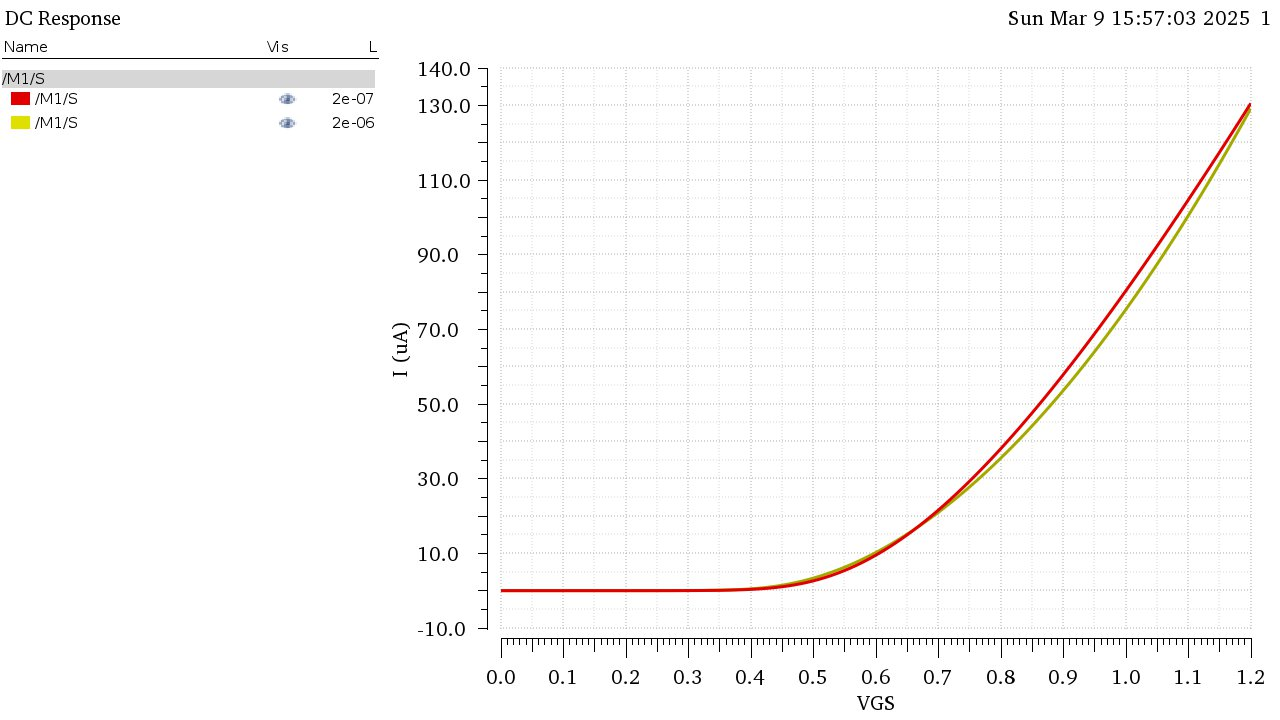 DC Response
Sun Mar 9 15:57:03 2025 1
Name Vis L
/M1/S
/M1/S 2e-07
/M1/S 2e-06
140.0
130.0
110.0
90.0
70.0
50.0
30.0
10.0
-10.0
I (uA)
0.0 0.1 0.2 0.3 0.4 0.5 0.6 0.7 0.8 0.9 1.0 1.1 1.2
VGS